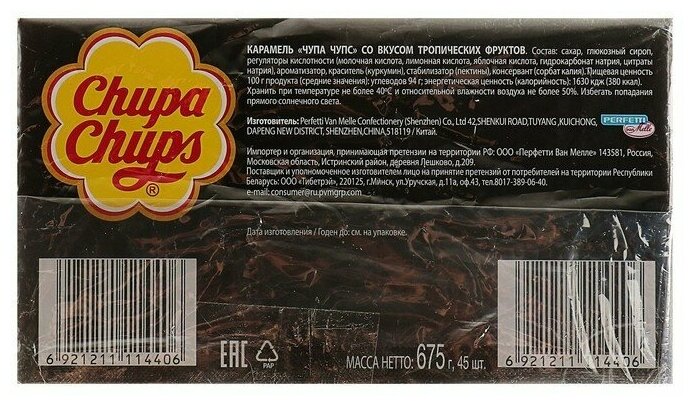 Chupa
Chups
®
КАРАМЕЛЬ «ЧУПА ЧУПС» СО ВКУСОМ ТРОПИЧЕСКИХ ФРУКТОВ. Состав: сахар, глюкозный сироп,
регуляторы кислотности (молочная кислота, лимонная кислота, яблочная кислота, гидрокарбонат натрия, цитраты
натрия), ароматизатор, краситель (куркумин), стабилизатор (пектины), консервант (сорбат калия). Пищевая ценность
100 г продукта (средние значения): углеводов 94 г; энергетическая ценность (калорийность): 1630 кДж (380 ккал).
Хранить при температуре не более 40ºС и относительной влажности воздуха не более 50%. Избегать попадания
прямого солнечного света.
Изготовитель: Perfetti Van Melle Confectionery (Shenzhen) Co., Ltd 42,SHENKUI ROAD,TUYANG ,KUICHONG,
DAPENG NEW DISTRICT, SHENZHEN,CHINA,518119 / Китай.
PERFETTI
van Melle
Импортер и организация, принимающая претензии на территории РФ: ООО «Перфетти Ван Мелле» 143581, Россия,
Московская область, Истринский район, деревня Лешково, д.209.
Поставщик и уполномоченное изготовителем лицо на принятие претензий от потребителей на территории Республики
Беларусь: ООО «Тибетрэй», 220125, г.Минск, ул.Уручская, д.11а, оф.43, тел.8017-389-06-40.
e-mail: consumer@ru.pvmgrp.com
Дата изготовления / Годен до: см. на упаковке.
6 921211 114406
EAC
PAP
МАССА НЕТТО: 675 г, 45 шт.
6 921211 114406